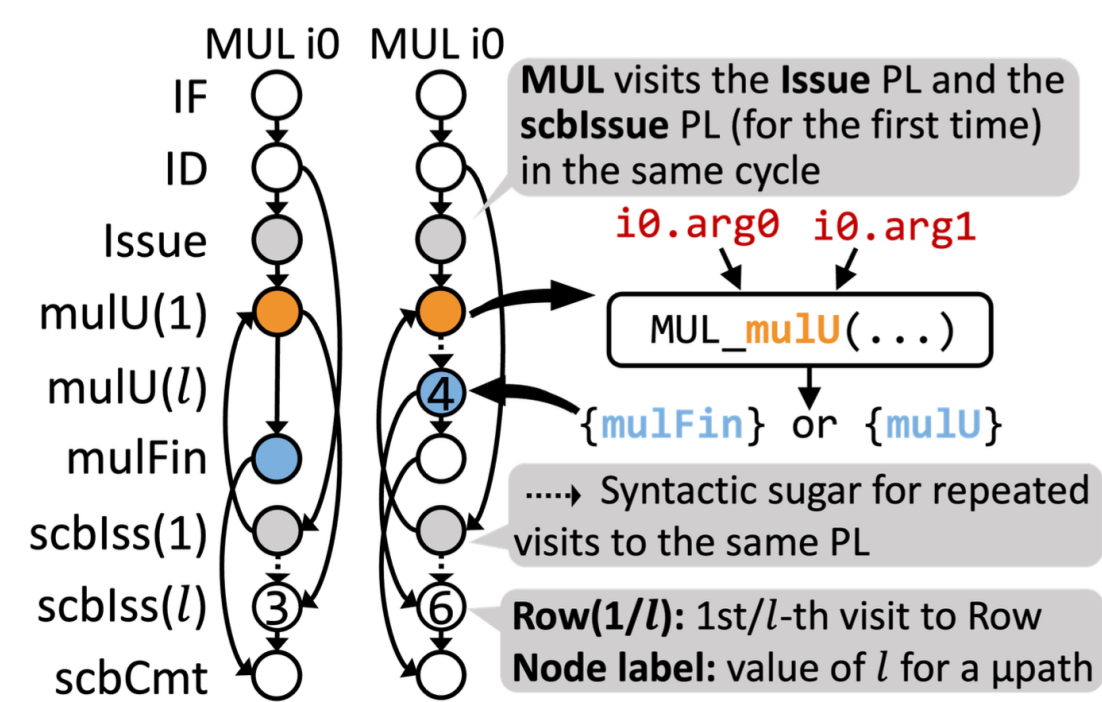 MUL i0 MUL i0
IF
ID
Issue
mulU(1)
mulU(l)
mulFin
scbIss(1)
scbIss(l)
scbCmt
4
3
6
MUL visits the Issue PL and the
scbIssue PL (for the first time)
in the same cycle
i0.arg0 i0.arg1
MUL_mulU(...)
{mulFin} or {mulU}
Syntactic sugar for repeated
visits to the same PL
Row(1/l): 1st/l-th visit to Row
Node label: value of l for a μpath